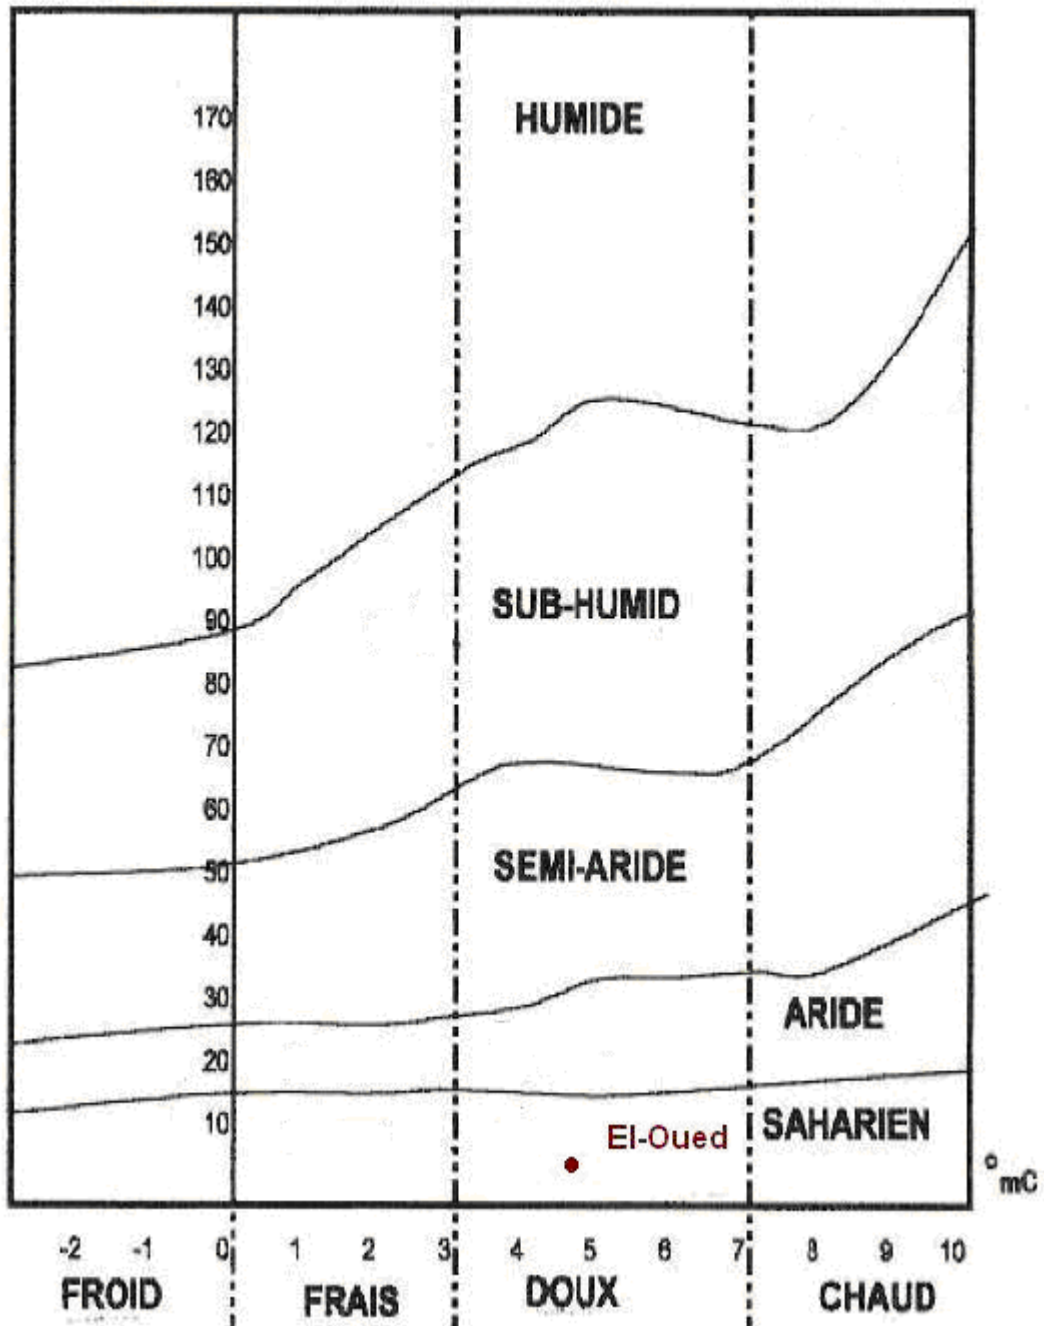 HUMIDE
170
160
150
140
130
120
110
100
90
SUB-HUMID
80
70
60
50
SEMI-ARIDE
40
30
ARIDE
20
10
SAHARIEN
El-Oued
°mC
-2 -1 0 1 2 3 4 5 6 7 8 9 10
FROID FRAIS DOUX CHAUD